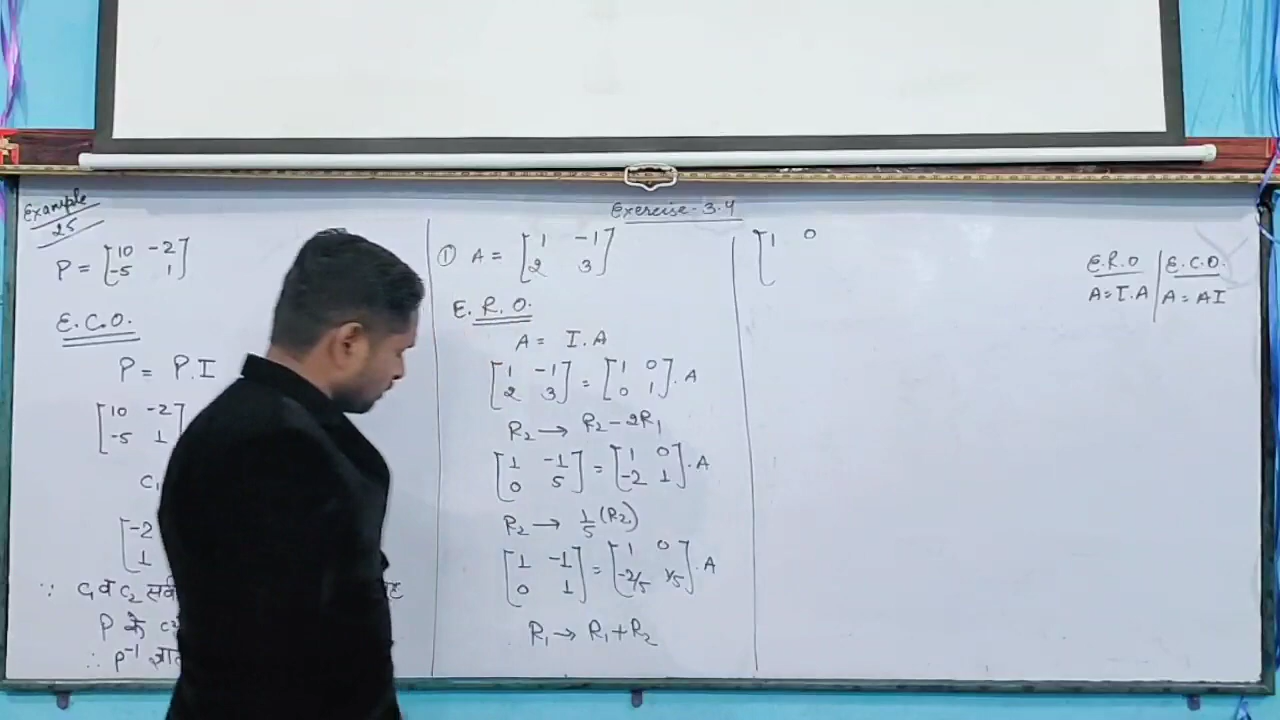 Example
25
P = [10 -2
-5 1]
E.C.O.
P = P.I
[10 -2]
-5 1
C1
[-2
1
∵ C1 व C2
P के C2
∴ P⁻¹
Exercise-3.4
① A = [1 -1
2 3]
E.R.O.
A = I.A
[1 -1 = [1 0
2 3] 0 1].A
R2 → R2-2R1
[1 -1 = [1 0
0 5] -2 1].A
R2 → 1/5 (R2)
[1 -1 = [1 0
0 1] -2/5 1/5].A
R1 → R1+R2
[1 0
E.R.O | E.C.O.
A=I.A | A=AI